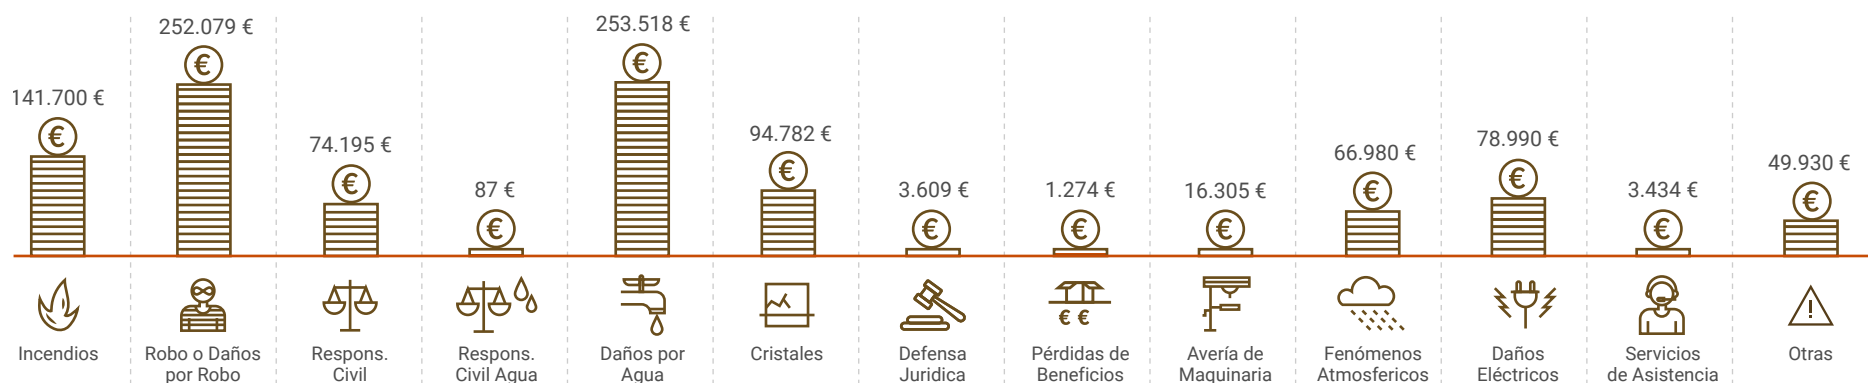 141.700 €
252.079 €
74.195 €
87 €
253.518 €
94.782 €
3.609 €
1.274 €
16.305 €
66.980 €
78.990 €
3.434 €
49.930 €
€
€
€
€
€
€
€
€
€
€
€
€
€
€ €
!
Incendios
Robo o Daños
por Robo
Respons.
Civil
Respons.
Civil Agua
Daños por
Agua
Cristales
Defensa
Juridica
Pérdidas de
Beneficios
Avería de
Maquinaria
Fenómenos
Atmosfericos
Daños
Eléctricos
Servicios
de Asistencia
Otras